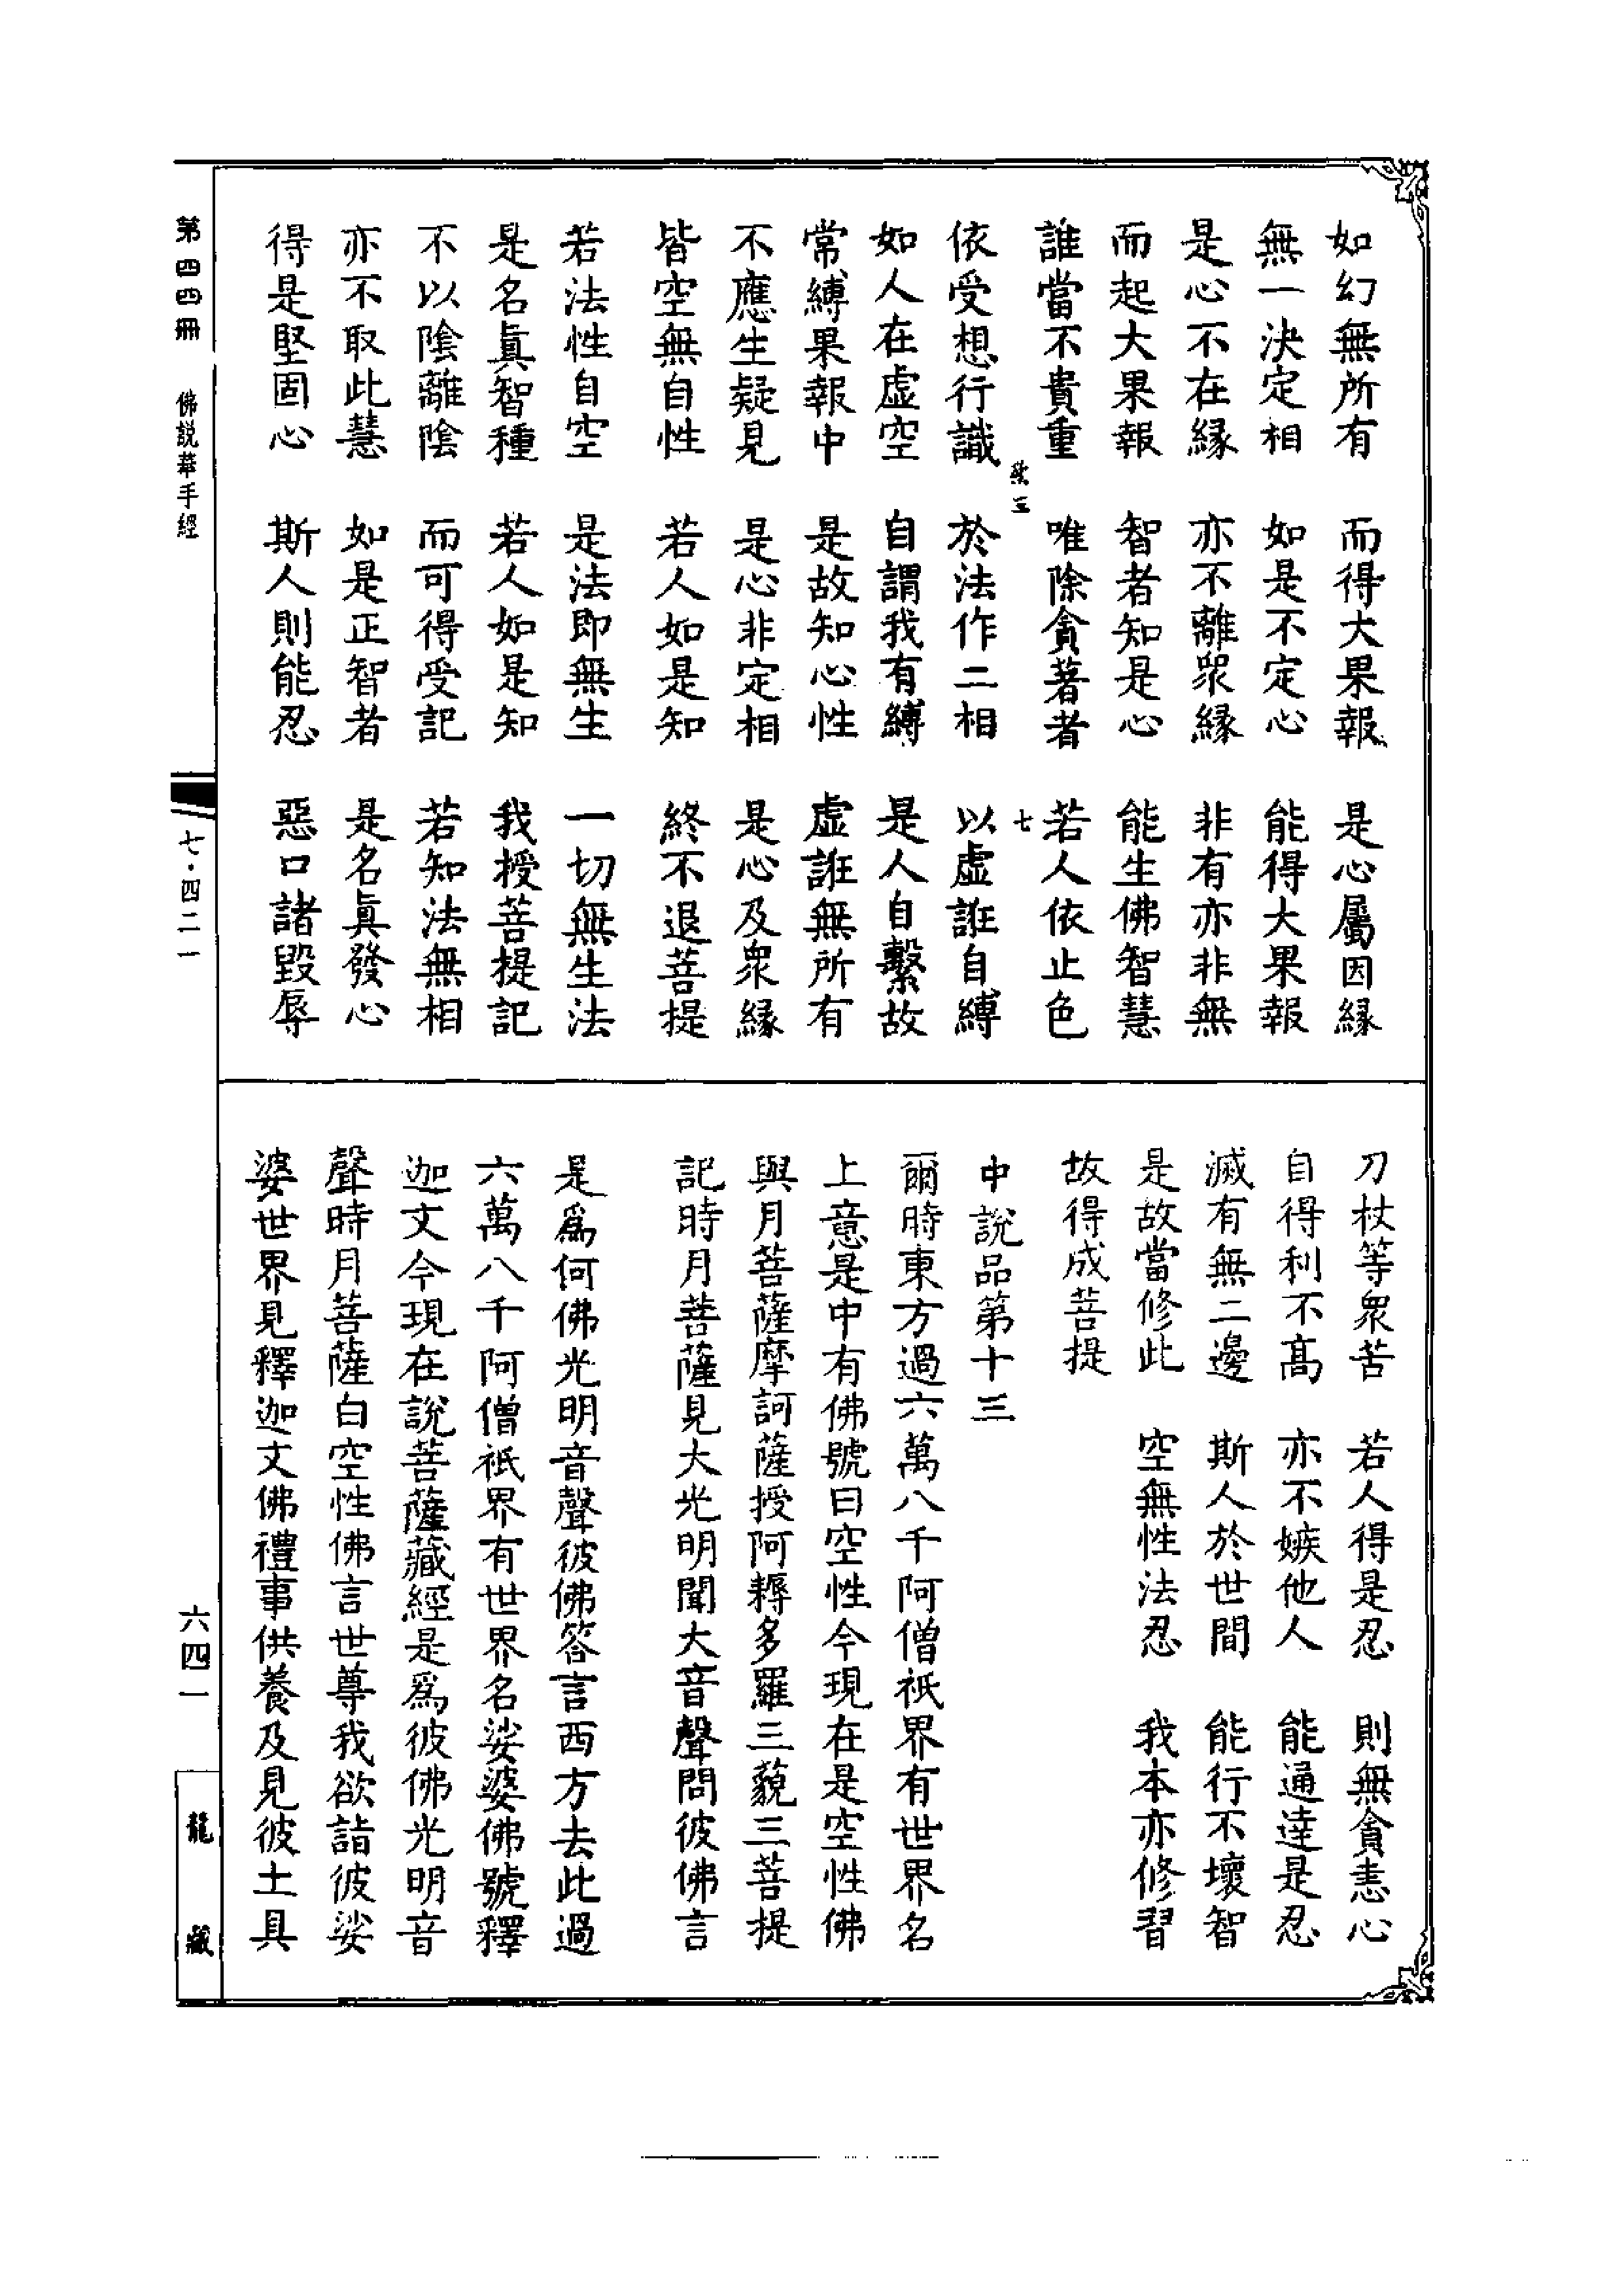 如幻無所有　而得大果報　是心屬因緣
無一決定相　如是不定心　能得大果報
是心不在緣　亦不離眾緣　非有亦非無
而起大果報　智者知是心　能生佛智慧
誰當不貴重　唯除貪著者　若人依止色
三　七
依受想行識　於法作二相　以虛誑自縛
如人在虛空　自謂我有縛　是人自繫故
常縛果報中　是故知心性　虛誑無所有
不應生疑見　是心非定相　是心及眾緣
皆空無自性　若人如是知　終不退菩提
若法性自空　是法即無生　一切無生法
是名真智種　若人如是知　我授菩提記
不以陰離陰　而可得受記　若知法無相
亦不取此慧　如是正智者　是名真發心
得是堅固心　斯人則能忍　惡口諸毀辱
刀杖等眾苦　若人得是忍　則無貪恚心
自得利不高　亦不嫉他人　能通達是忍
滅有無二邊　斯人於世間　能行不壞智
是故當修此　空無性法忍　我本亦修習
故得成菩提
中說品第十三
爾時東方過六萬八千阿僧祇界有世界名
上意是中有佛號曰空性今現在是空性佛
與月菩薩摩訶薩授阿耨多羅三藐三菩提
記時月菩薩見大光明聞大音聲問彼佛言
是為何佛光明音聲彼佛答言西方去此過
六萬八千阿僧祇界有世界名娑婆佛號釋
迦文今現在說菩薩藏經是為彼佛光明音
聲時月菩薩白空性佛言世尊我欲詣彼娑
婆世界見釋迦文佛禮事供養及見彼土具
第四四冊　佛說華手經
七·四二一
六四一
龍藏